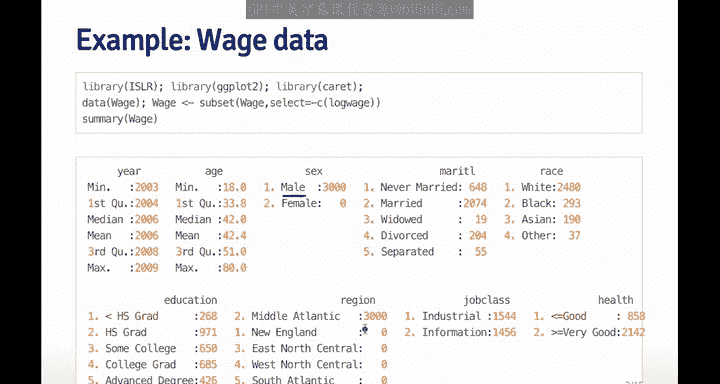 Example: Wage data
library(ISLR); library(ggplot2); library(caret);
data(Wage); Wage <- subset(Wage,select=-c(logwage))
summary(Wage)
year age sex maritl race
Min. :2003 Min. :18.0 1. Male :3000 1. Never Married: 648 1. White:2480
1st Qu.:2004 1st Qu.:33.8 2. Female: 0 2. Married :2074 2. Black: 293
Median :2006 Median :42.0 3. Widowed : 19 3. Asian: 190
Mean :2006 Mean :42.4 4. Divorced : 204 4. Other: 37
3rd Qu.:2008 3rd Qu.:51.0 5. Separated : 55
Max. :2009 Max. :80.0
education region jobclass health
1. < HS Grad :268 2. Middle Atlantic :3000 1. Industrial :1544 1. <=Good : 858
2. HS Grad :971 1. New England : 0 2. Information:1456 2. >=Very Good:2142
3. Some College :650 3. East North Central: 0
4. College Grad :685 4. West North Central: 0
5. Advanced Degree:426 5. South Atlantic : 0